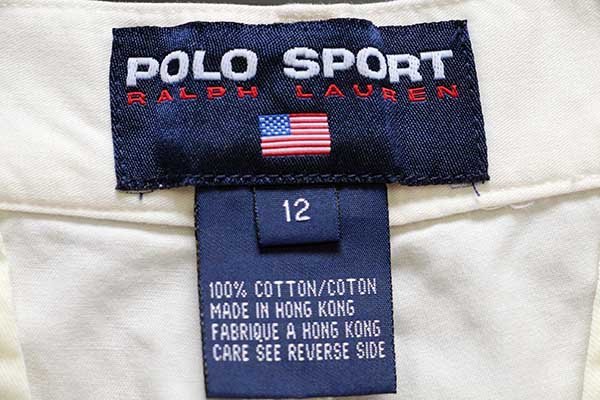 POLO SPORT
RALPH LAUREN
12
100% COTTON/COTON
MADE IN HONG KONG
FABRIQUE A HONG KONG
CARE SEE REVERSE SIDE